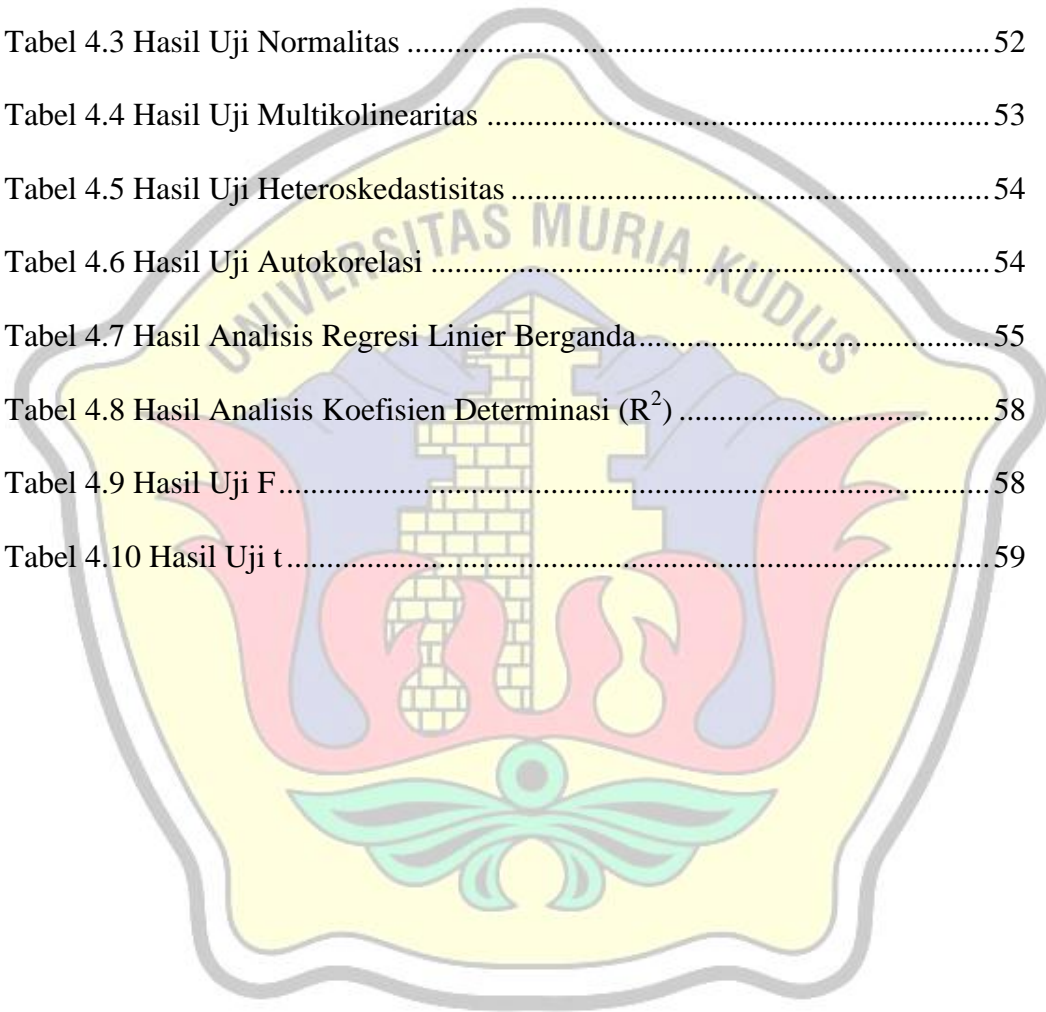 Tabel 4.3 Hasil Uji Normalitas ........................................................................ 52
Tabel 4.4 Hasil Uji Multikolinearitas .............................................................. 53
Tabel 4.5 Hasil Uji Heteroskedastisitas ........................................................... 54
Tabel 4.6 Hasil Uji Autokorelasi ..................................................................... 54
Tabel 4.7 Hasil Analisis Regresi Linier Berganda ........................................... 55
Tabel 4.8 Hasil Analisis Koefisien Determinasi (R²) ...................................... 58
Tabel 4.9 Hasil Uji F ....................................................................................... 58
Tabel 4.10 Hasil Uji t ...................................................................................... 59
UNIVERSITAS MURIA KUDUS